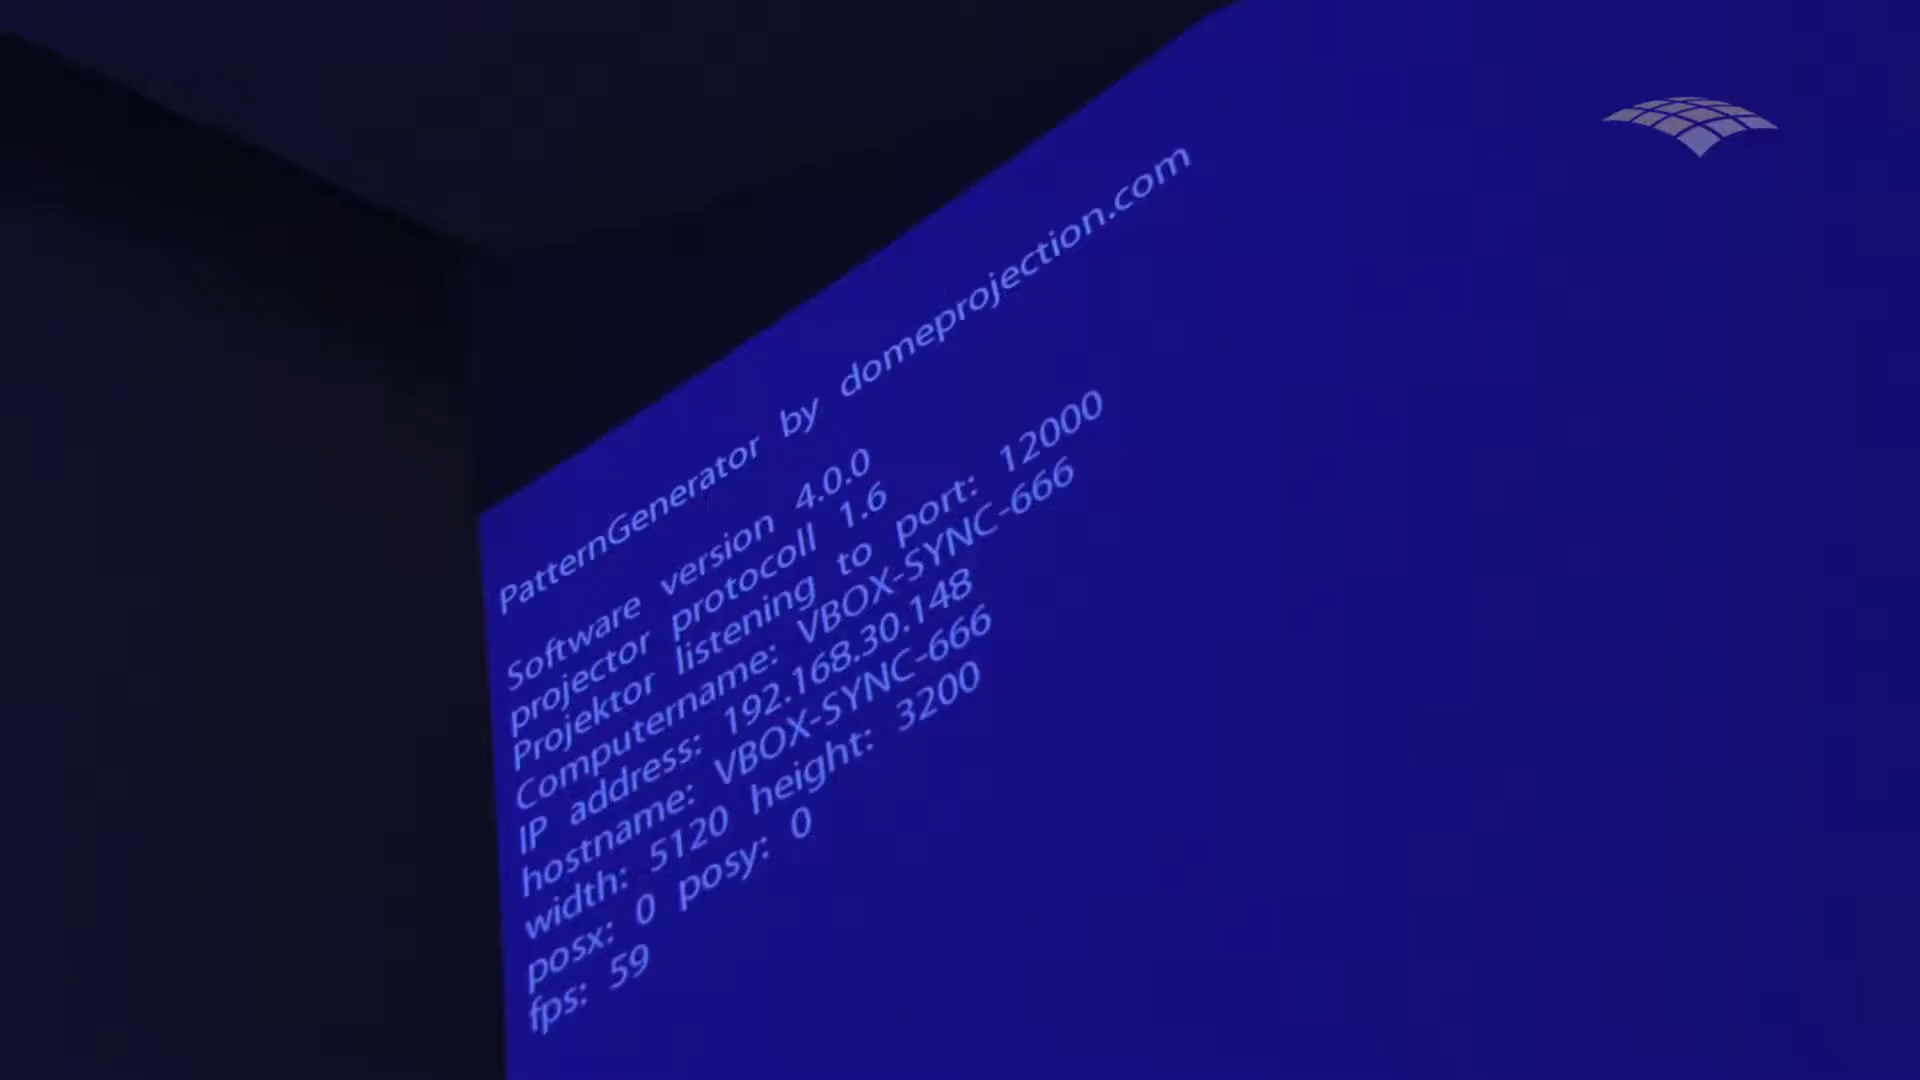 PatternGenerator by domeprojection.com
Software version 4.0.0
projector protocoll 1.6
Projektor listening to port: 12000
Computername: VBOX-SYNC-666
IP address: 192.168.30.148
hostname: VBOX-SYNC-666
width: 5120 height: 3200
posx: 0 posy: 0
fps: 59